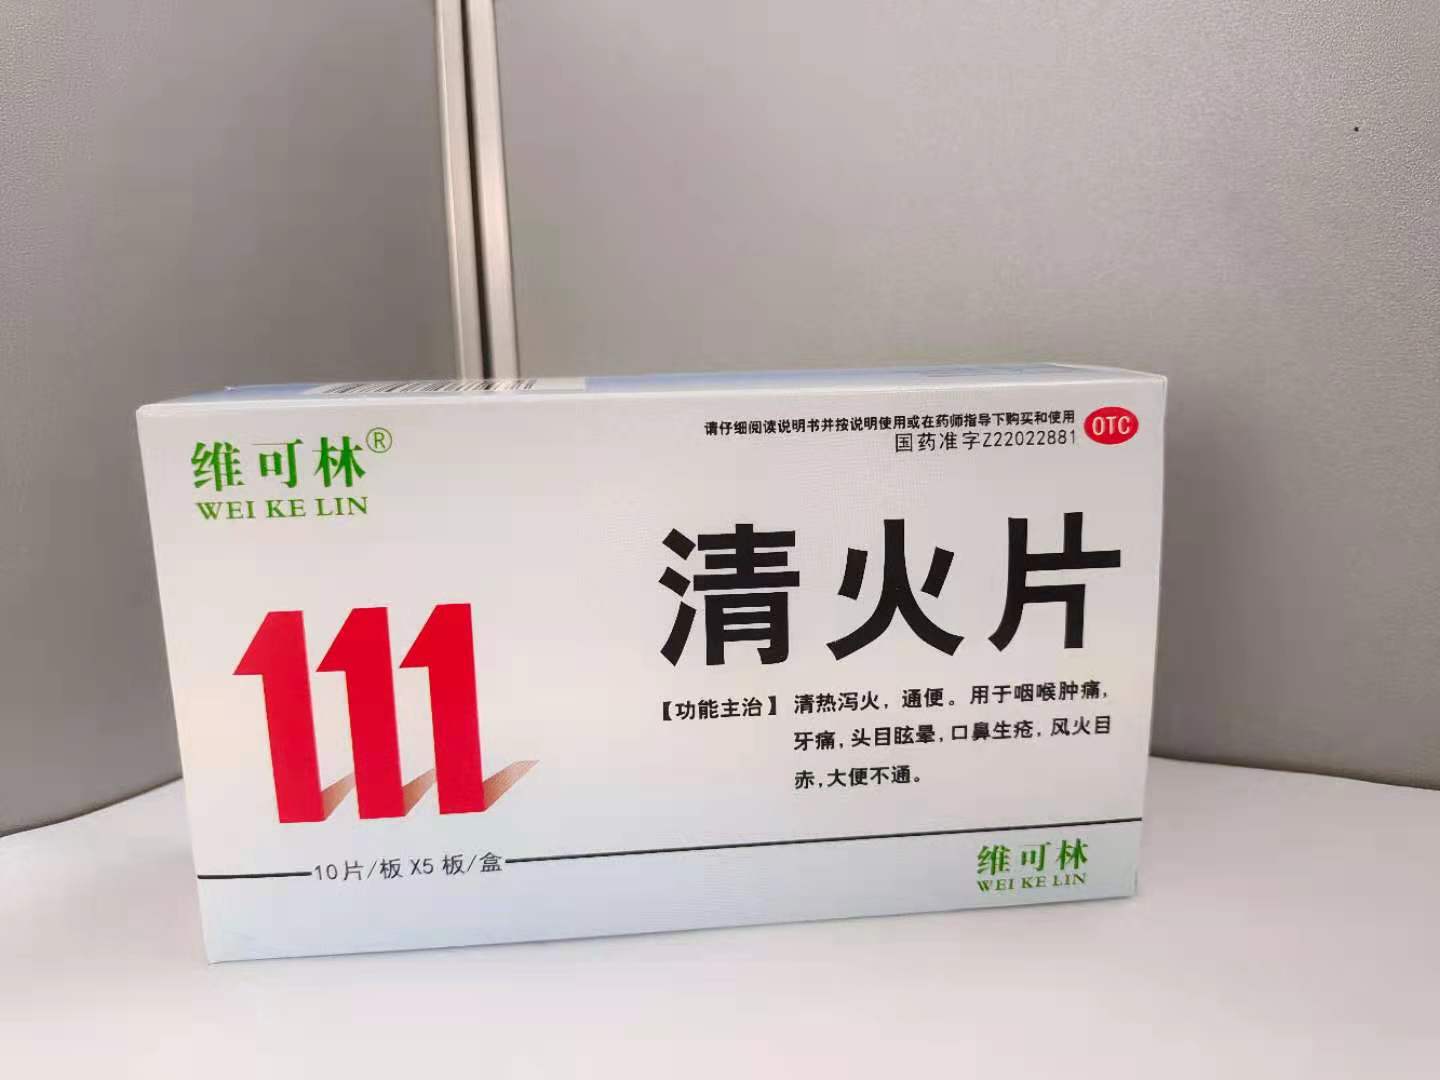 维可林®
WEI KE LIN
请仔细阅读说明书并按说明使用或在药师指导下购买和使用
国药准字Z22022881
OTC
清火片
111
【功能主治】清热泻火，通便。用于咽喉肿痛，
牙痛，头目眩晕，口鼻生疮，风火目
赤，大便不通。
10片/板X5板/盒
维可林
WEI KE LIN